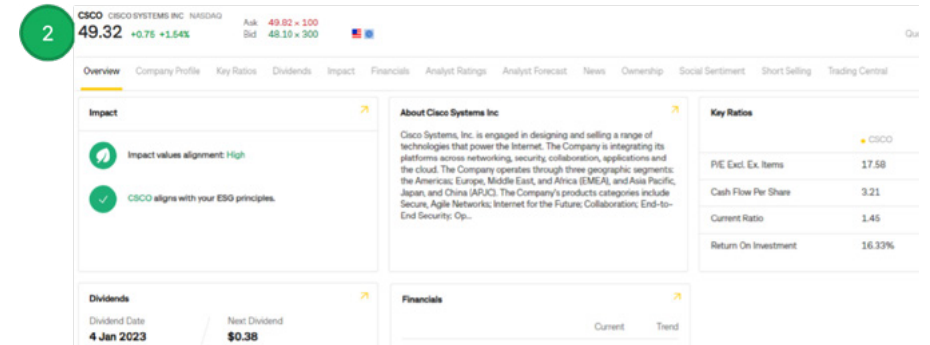 2
CSCO CISCO SYSTEMS INC NASDAQ
49.32 +0.75 +1.54%
Ask 49.82 x 100
Bid 48.10 x 300
Overview Company Profile Key Ratios Dividends Impact Financials Analyst Ratings Analyst Forecast News Ownership Social Sentiment Short Selling Trading Central
Impact
Impact values alignment: High
CSCO aligns with your ESG principles.
About Cisco Systems Inc
Cisco Systems, Inc. is engaged in designing and selling a range of
technologies that power the Internet. The Company is integrating its
platforms across networking, security, collaboration, applications and
the cloud. The Company operates through three geographic segments:
the Americas; Europe, Middle East, and Africa (EMEA), and Asia Pacific,
Japan, and China (APJC). The Company's products categories include
Secure, Agile Networks; Internet for the Future; Collaboration; End-to-
End Security: Op...
Key Ratios
CSCO
P/E Excl. Ex. Items 17.58
Cash Flow Per Share 3.21
Current Ratio 1.45
Return On Investment 16.33%
Dividends
Dividend Date Next Dividend
4 Jan 2023 $0.38
Financials
Current Trend